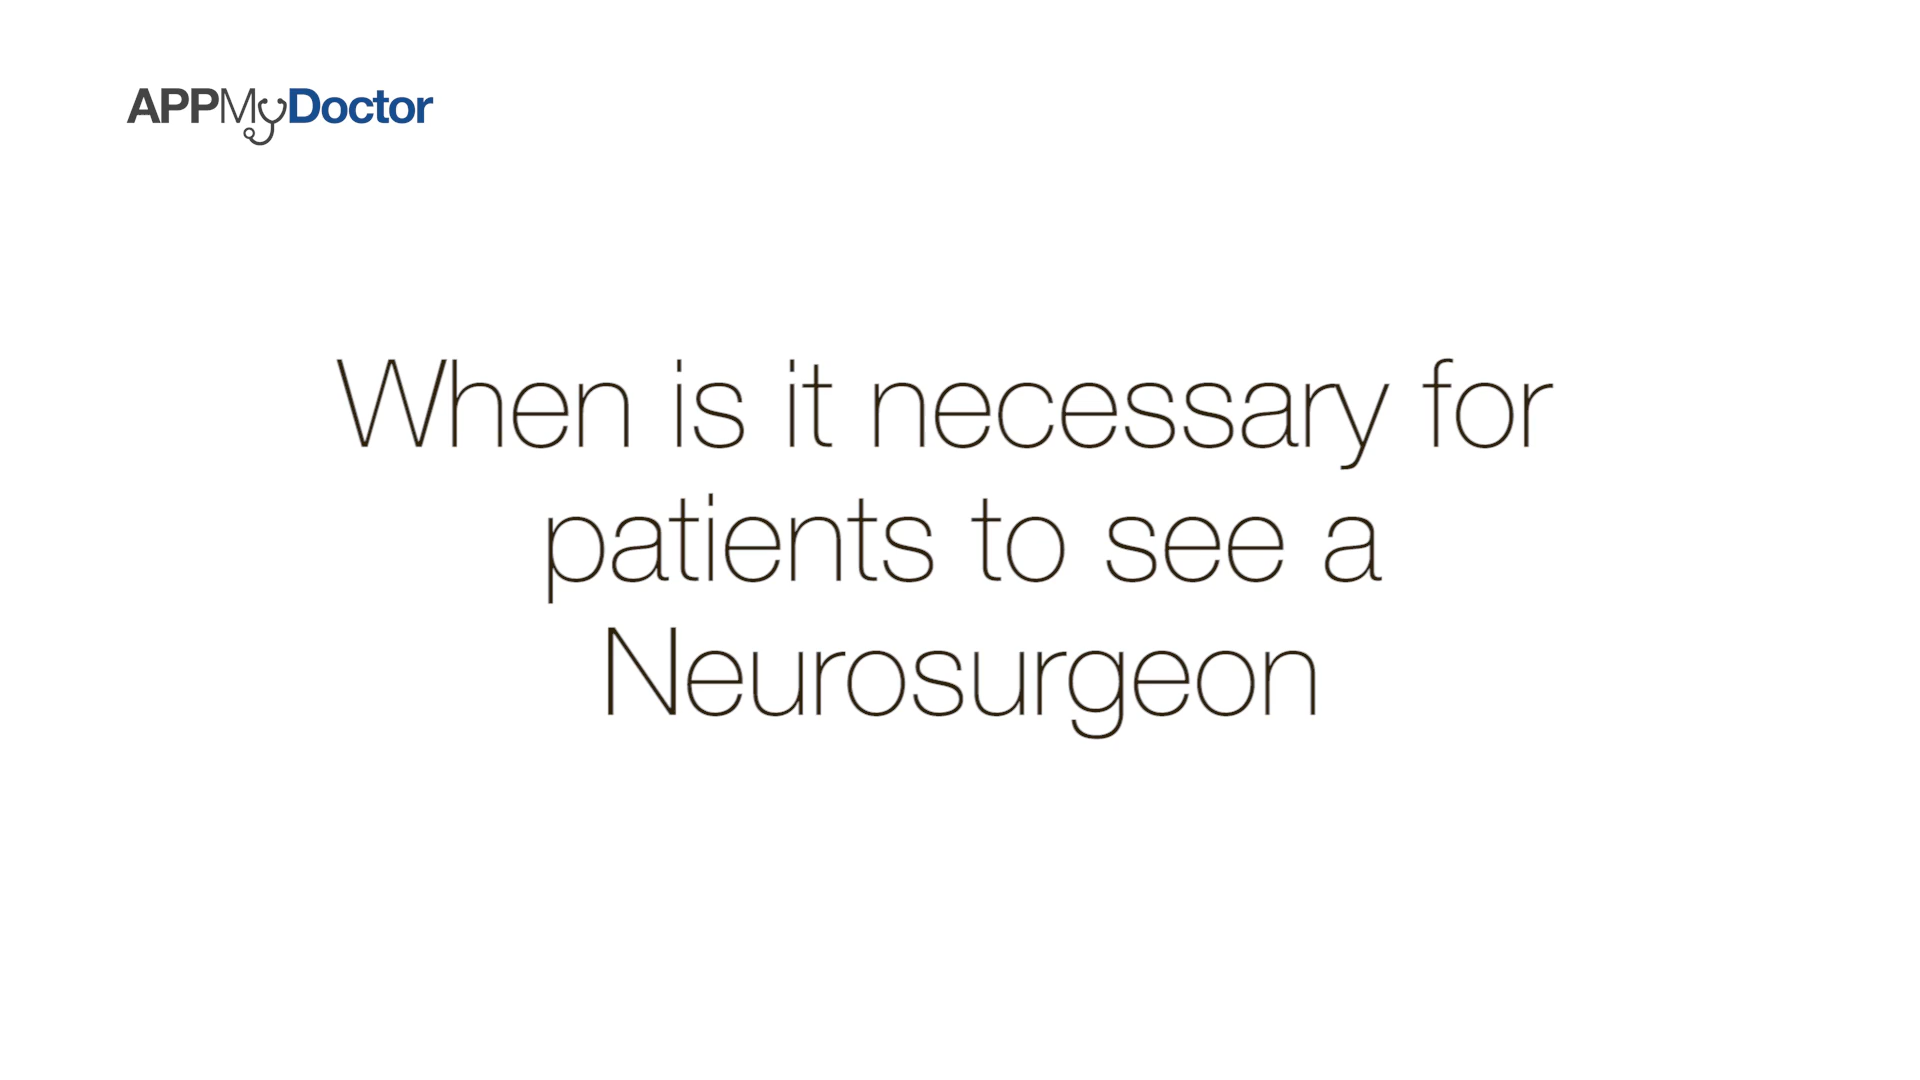 APPMyDoctor
When is it necessary for
patients to see a
Neurosurgeon